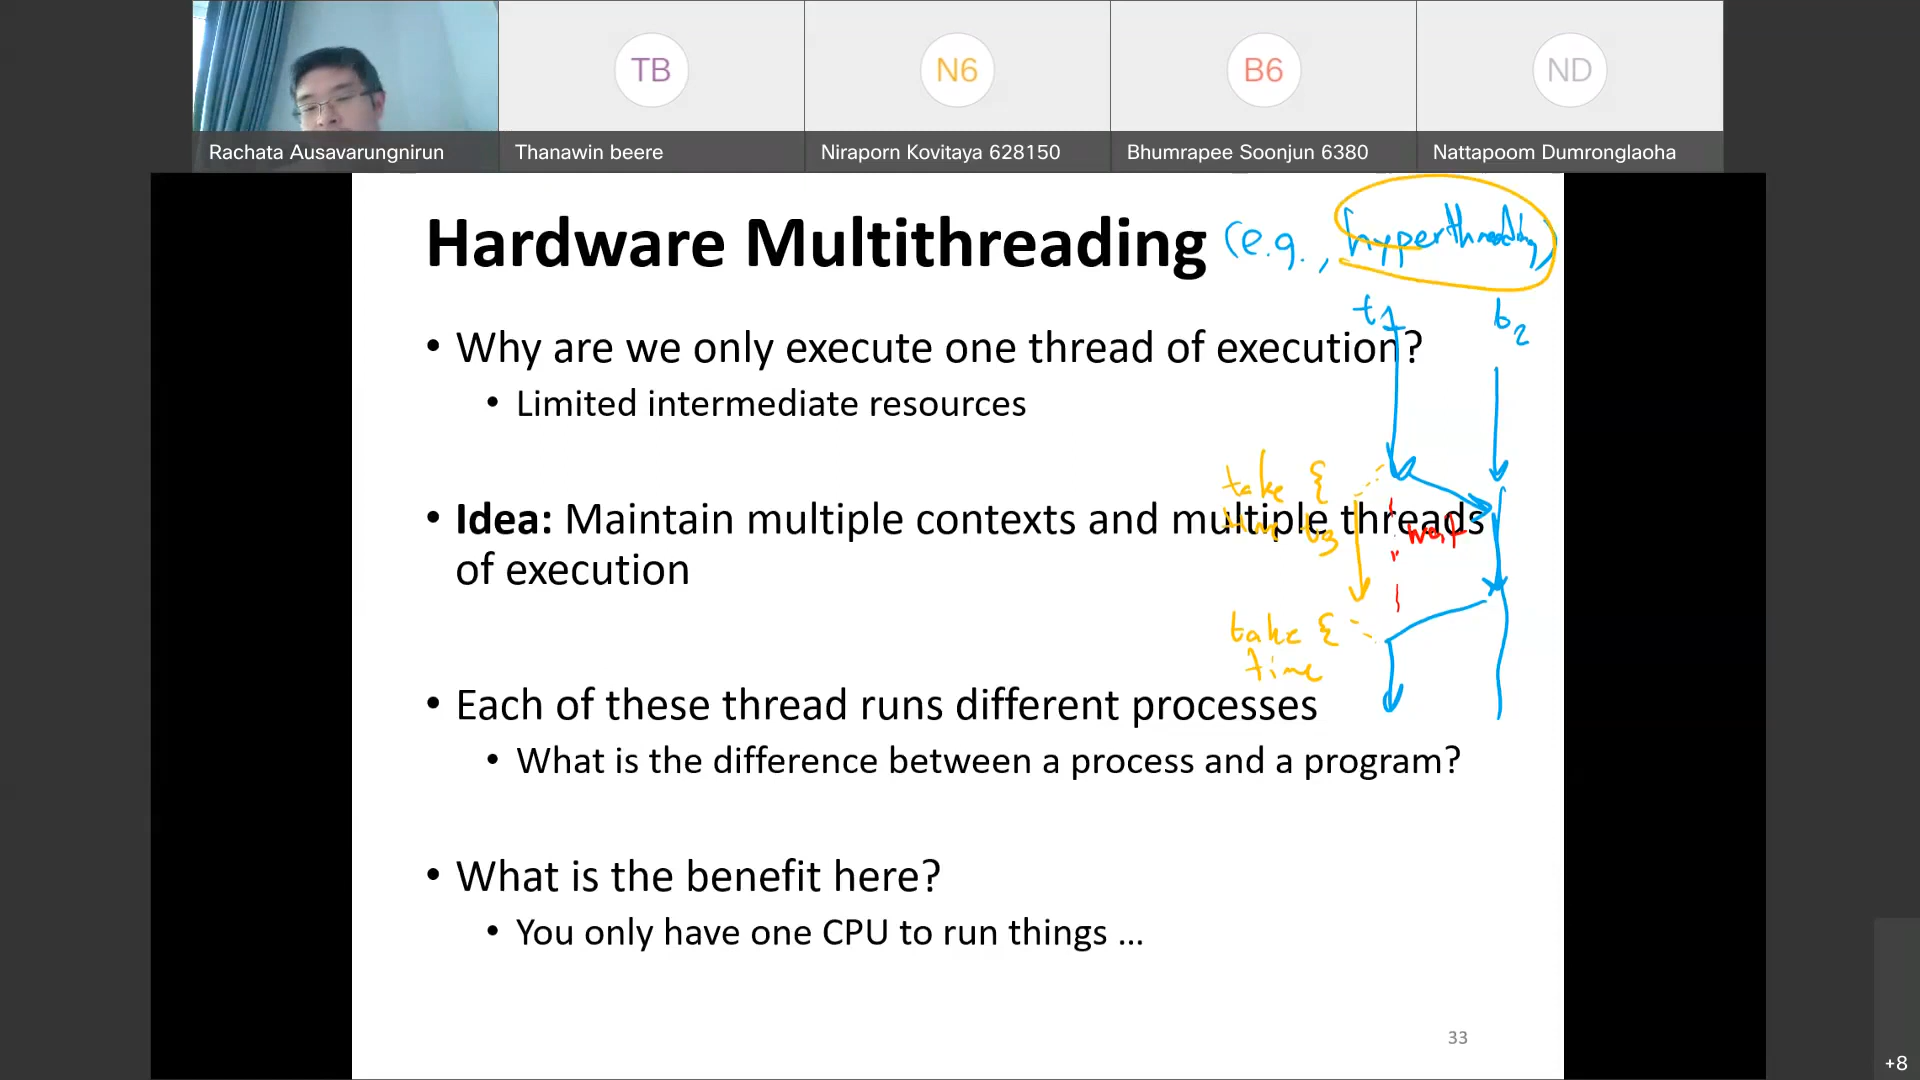 TB
N6
B6
ND
Rachata Ausavarungnirun
Thanawin beere
Niraporn Kovitaya 628150
Bhumrapee Soonjun 6380
Nattapoom Dumronglaoha
Hardware Multithreading (e.g., hyperthreading)
t1
t2
• Why are we only execute one thread of execution?
• Limited intermediate resources
take {
time t3
• Idea: Maintain multiple contexts and multiple threads
wait
of execution
take {
time
• Each of these thread runs different processes
• What is the difference between a process and a program?
• What is the benefit here?
• You only have one CPU to run things ...
33
+8